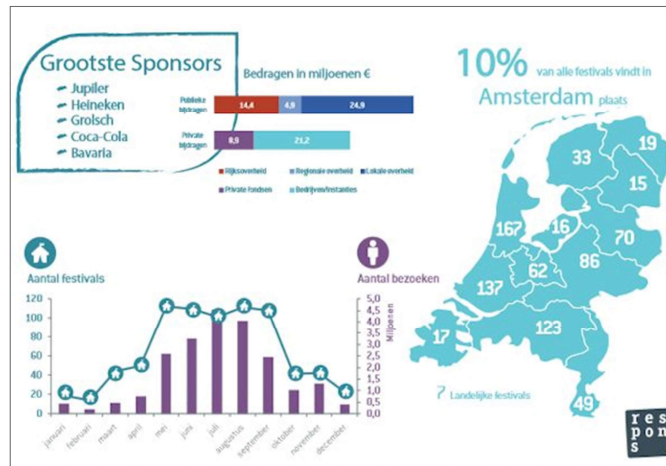 Grootste Sponsors
Jupiler
Heineken
Grolsch
Coca-Cola
Bavaria
Bedragen in miljoenen €
Publieke bijdragen
14,4 4,9 24,9
Private bijdragen
8,9 21,2
Rijksoverheid Regionale overheid Lokale overheid
Private fondsen Bedrijven/instanties
10% van alle festivals vindt in
Amsterdam plaats
33
19
15
167
16
70
62
86
137
123
17
49
7 Landelijke festivals
Aantal festivals
Aantal bezoeken
120
100
80
60
40
20
0
5,0
4,5
4,0
3,5
3,0
2,5
2,0
1,5
1,0
0,5
0,0
Miljoenen
januari
februari
maart
april
mei
juni
juli
augustus
september
oktober
november
december
res
pon
s